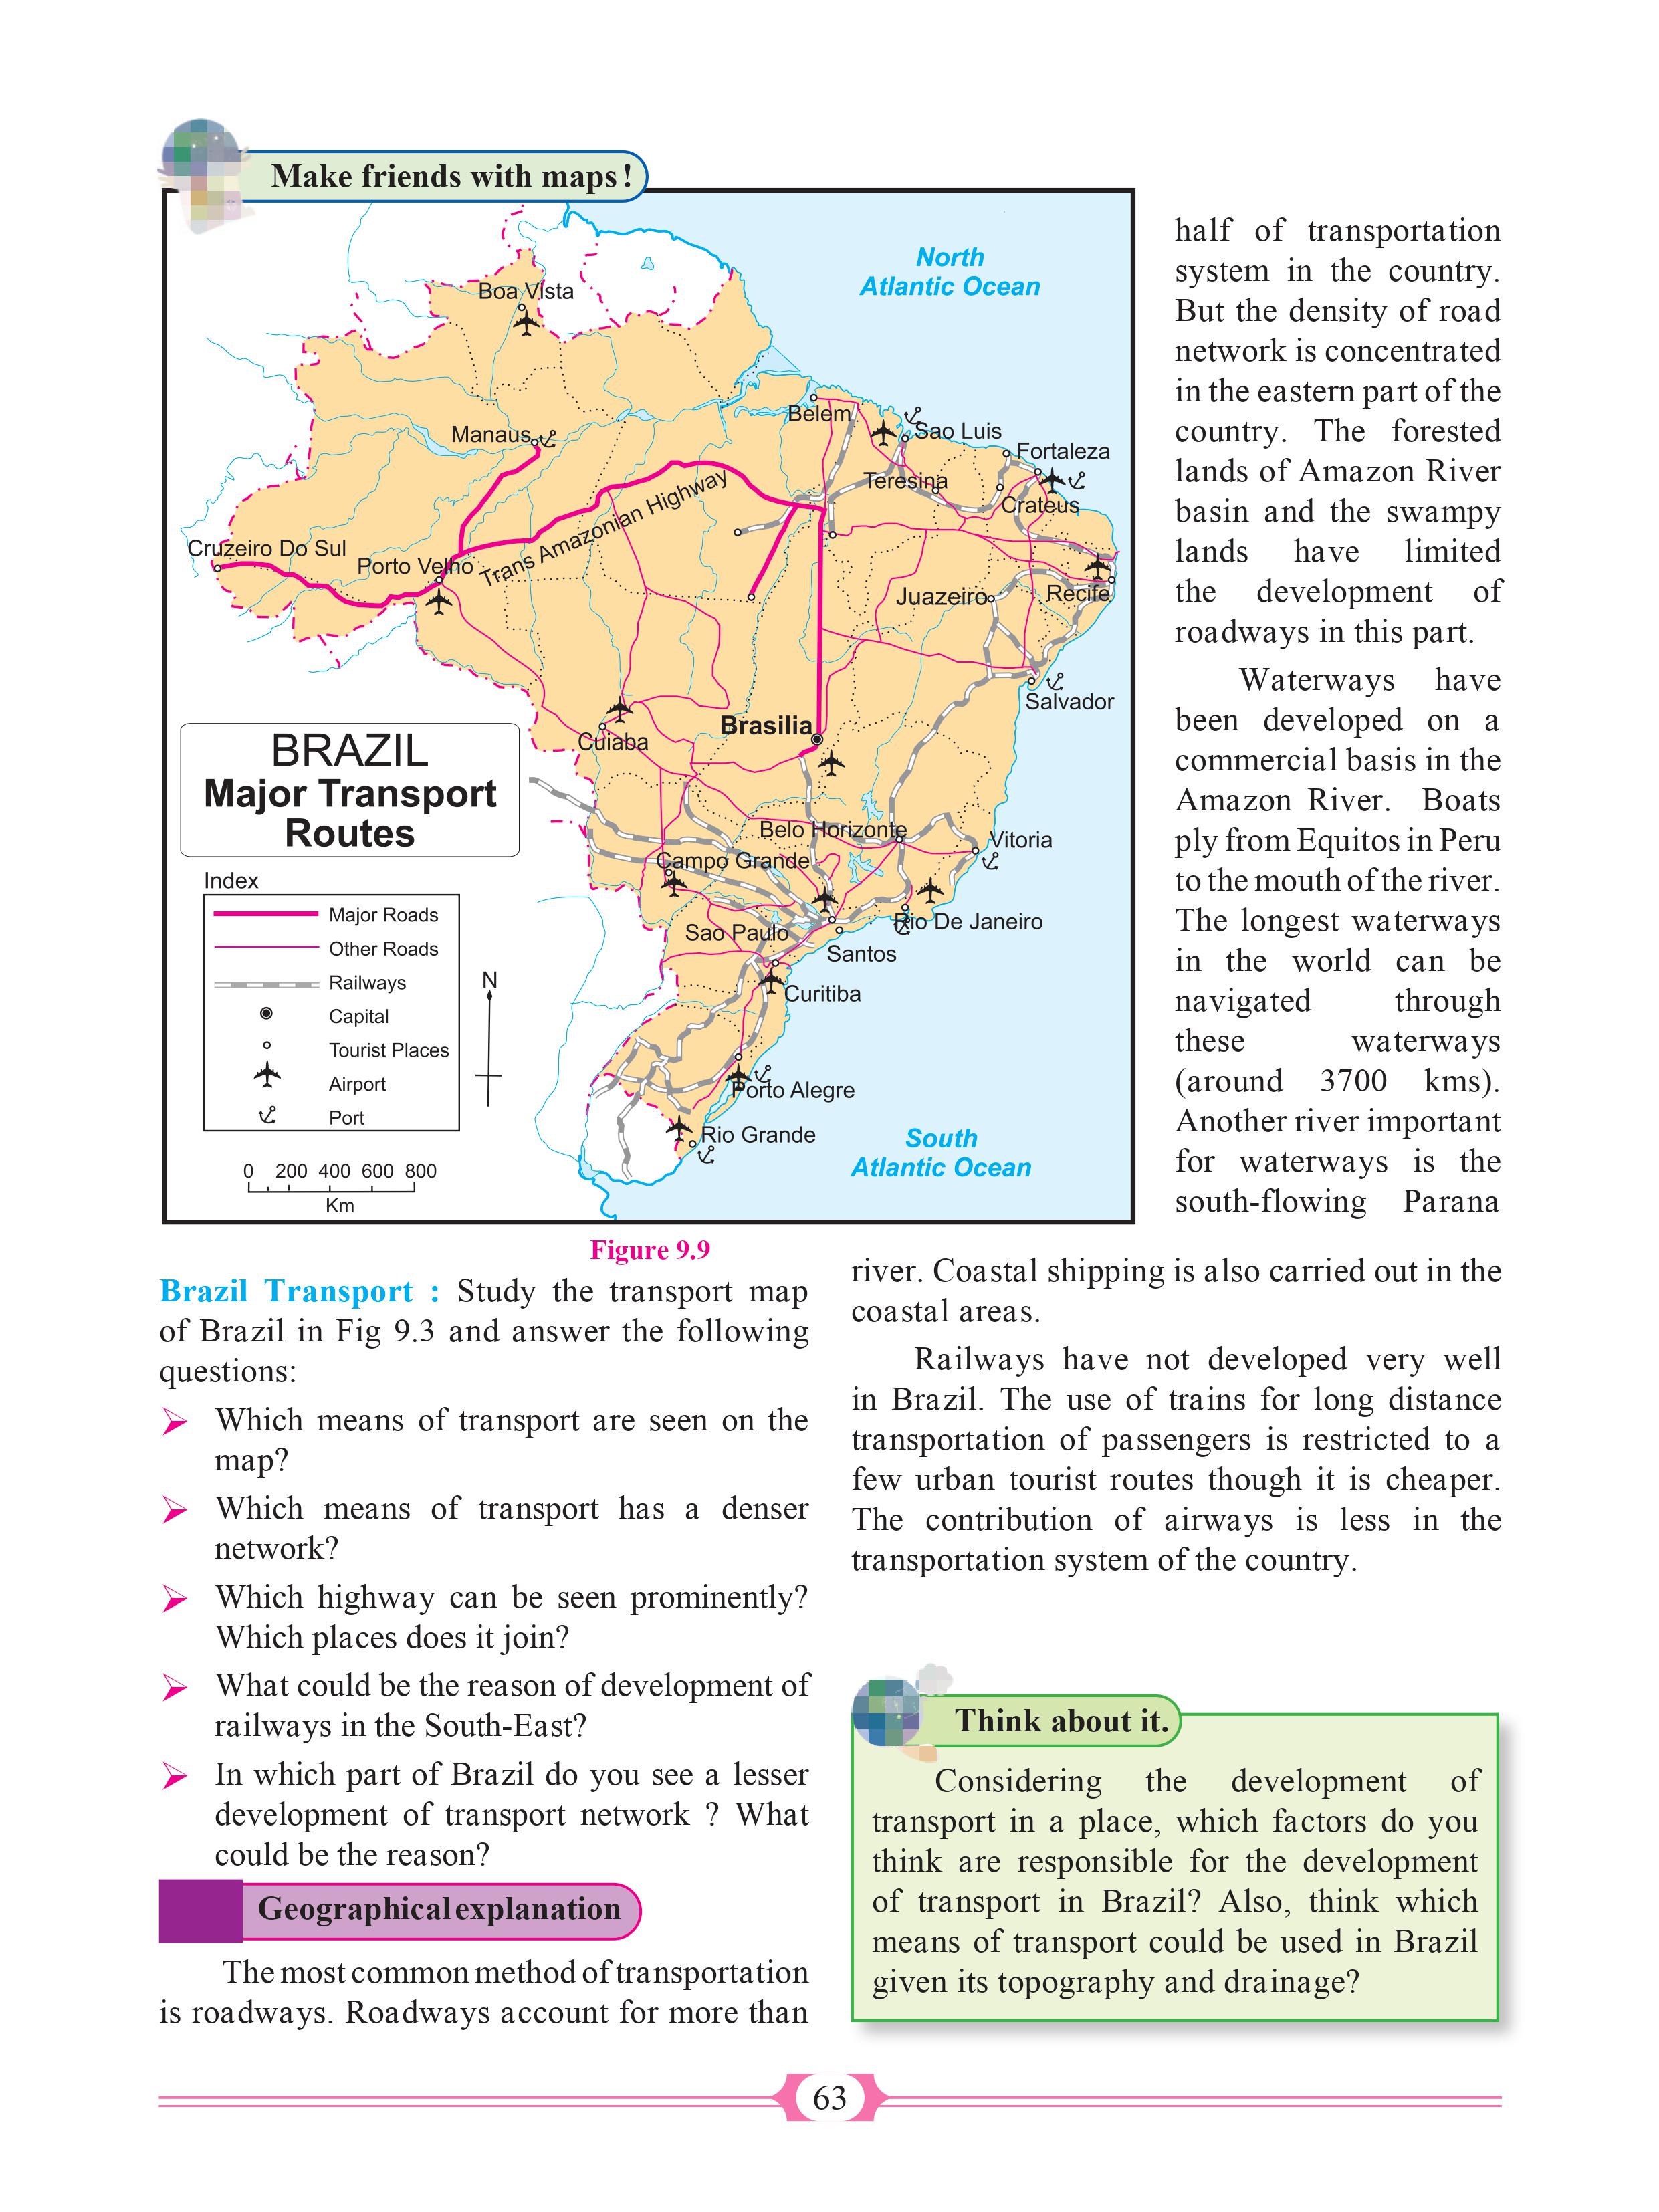 Make friends with maps!
North
Atlantic Ocean
Boa Vista
Belem
Manaus
Sao Luis
Fortaleza
Teresina
Crateus
Cruzeiro Do Sul
Porto Velho
Trans Amazonian Highway
Juazeiro
Recife
Salvador
Brasilia
Cuiaba
BRAZIL
Major Transport
Routes
Belo Horizonte
Vitoria
Campo Grande
Index
Major Roads
Other Roads
Railways
Capital
Tourist Places
Airport
Port
N
Sao Paulo
Rio De Janeiro
Santos
Curitiba
Porto Alegre
Rio Grande
South
Atlantic Ocean
0 200 400 600 800
Km
Figure 9.9
Brazil Transport : Study the transport map
of Brazil in Fig 9.3 and answer the following
questions:
Which means of transport are seen on the
map?
Which means of transport has a denser
network?
Which highway can be seen prominently?
Which places does it join?
What could be the reason of development of
railways in the South-East?
In which part of Brazil do you see a lesser
development of transport network ? What
could be the reason?
Geographical explanation
The most common method of transportation
is roadways. Roadways account for more than
half of transportation
system in the country.
But the density of road
network is concentrated
in the eastern part of the
country. The forested
lands of Amazon River
basin and the swampy
lands have limited
the development of
roadways in this part.
Waterways have
been developed on a
commercial basis in the
Amazon River. Boats
ply from Equitos in Peru
to the mouth of the river.
The longest waterways
in the world can be
navigated through
these waterways
(around 3700 kms).
Another river important
for waterways is the
south-flowing Parana
river. Coastal shipping is also carried out in the
coastal areas.
Railways have not developed very well
in Brazil. The use of trains for long distance
transportation of passengers is restricted to a
few urban tourist routes though it is cheaper.
The contribution of airways is less in the
transportation system of the country.
Think about it.
Considering the development of
transport in a place, which factors do you
think are responsible for the development
of transport in Brazil? Also, think which
means of transport could be used in Brazil
given its topography and drainage?
63